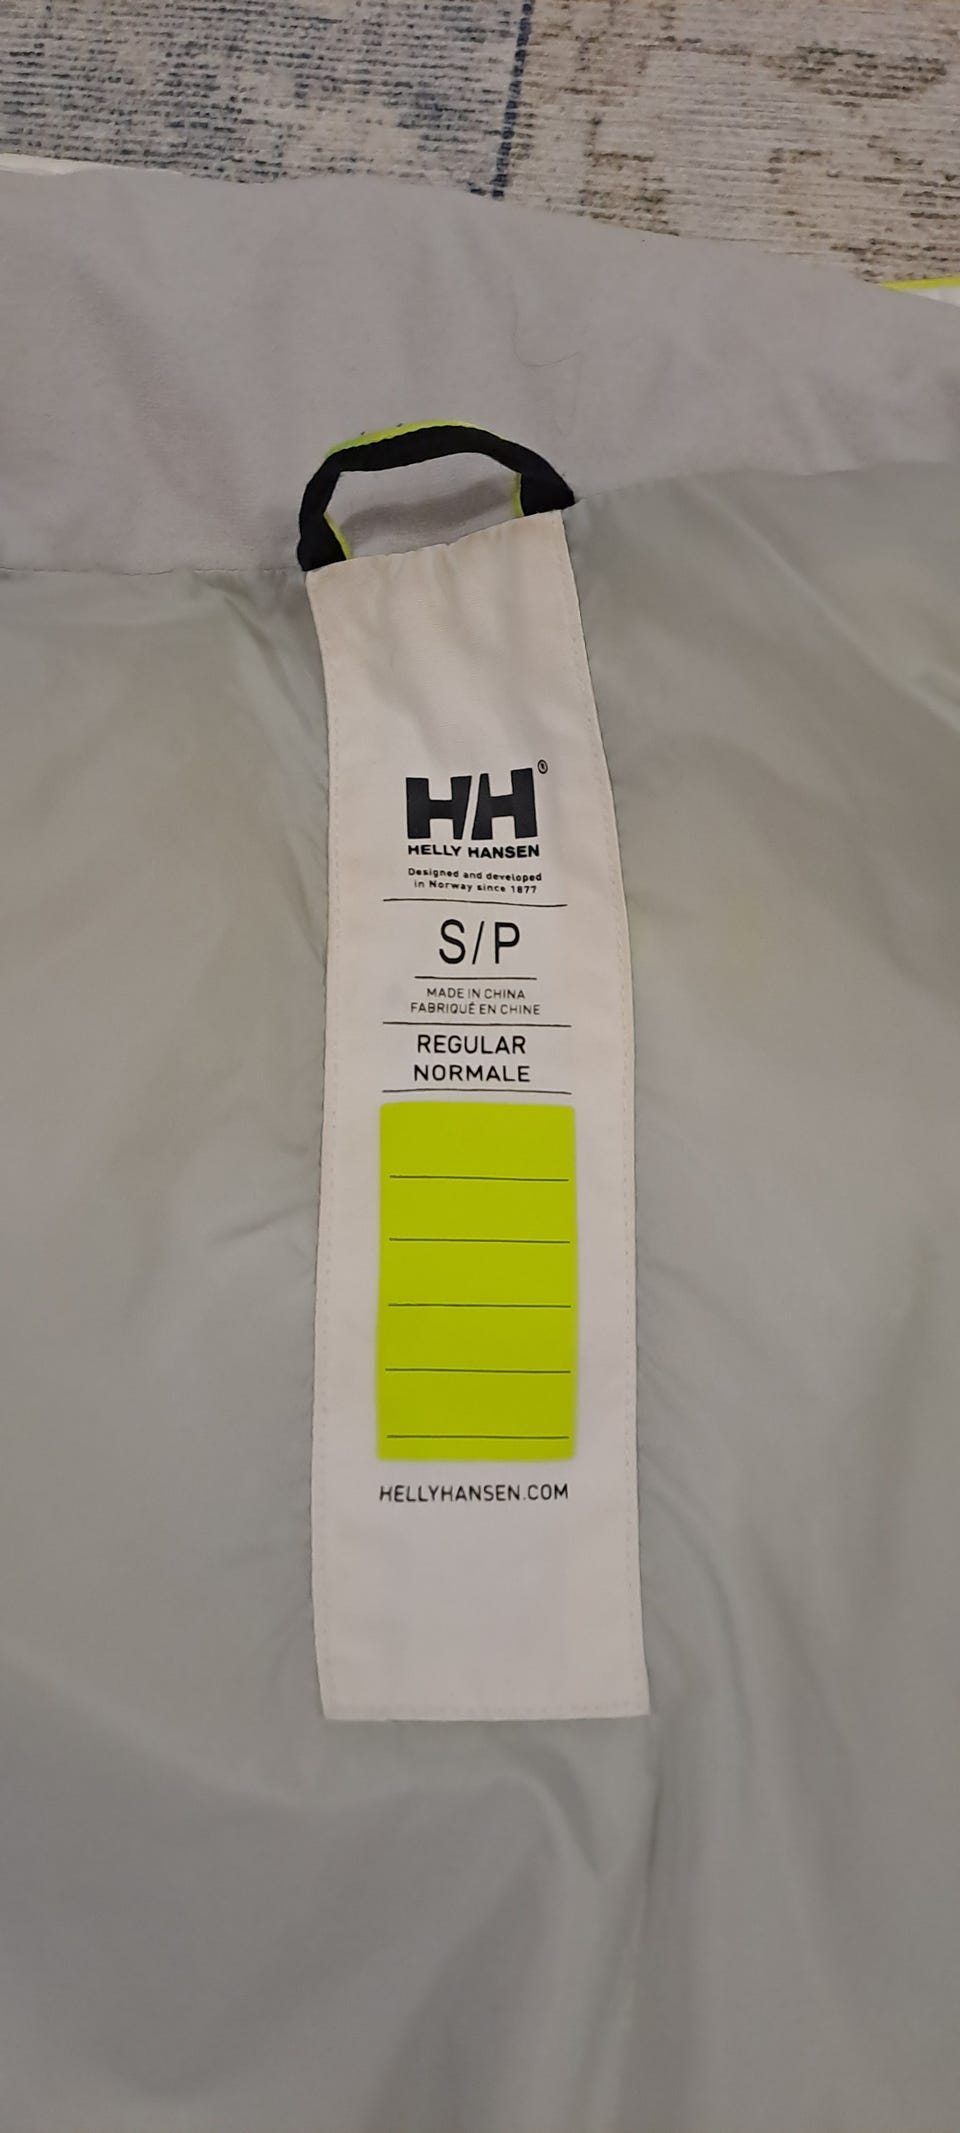 HH®
HELLY HANSEN
Designed and developed
in Norway since 1877
S/P
MADE IN CHINA
FABRIQUÉ EN CHINE
REGULAR
NORMALE
HELLYHANSEN.COM